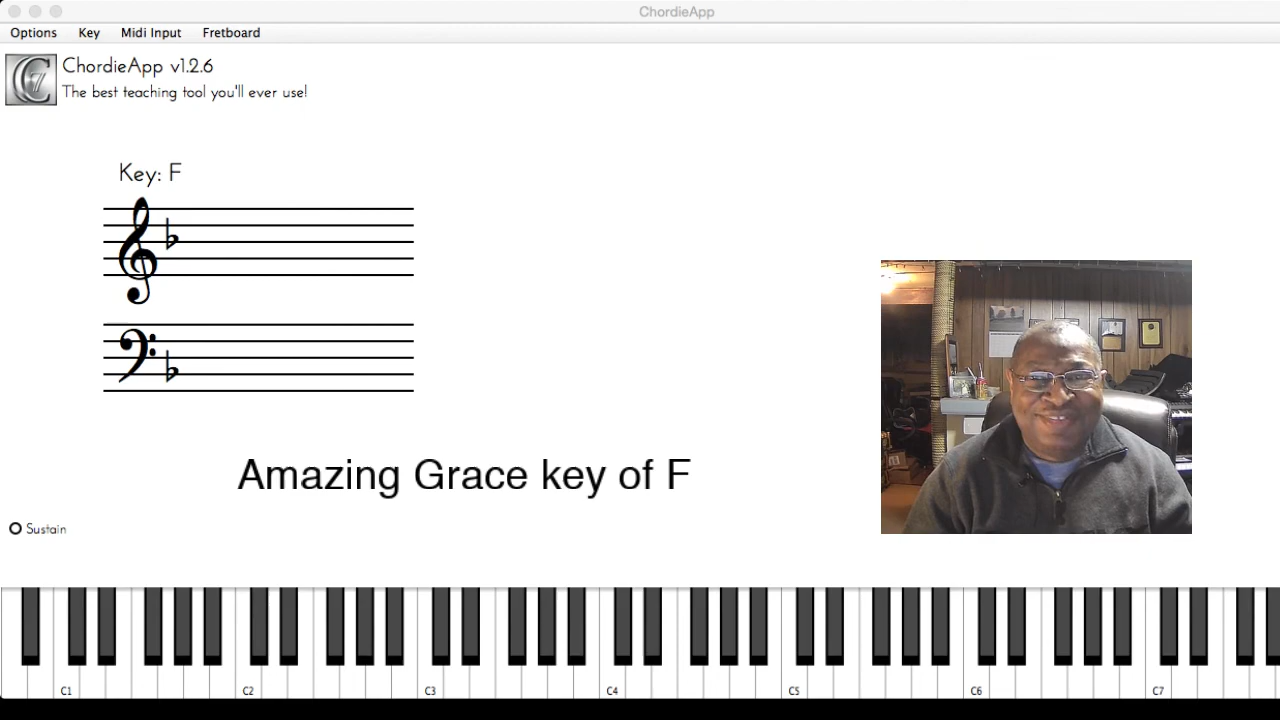 ChordieApp
Options Key Midi Input Fretboard
ChordieApp v1.2.6
The best teaching tool you'll ever use!
Key: F
Amazing Grace key of F
Sustain
C1 C2 C3 C4 C5 C6 C7